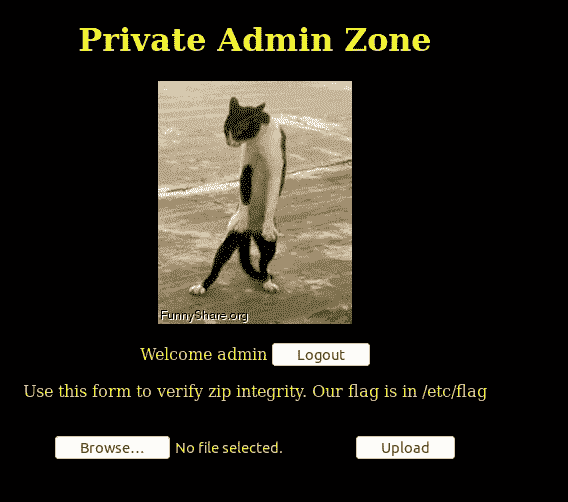 Private Admin Zone
FunnyShare.org
Welcome admin Logout
Use this form to verify zip integrity. Our flag is in /etc/flag
Browse... No file selected. Upload